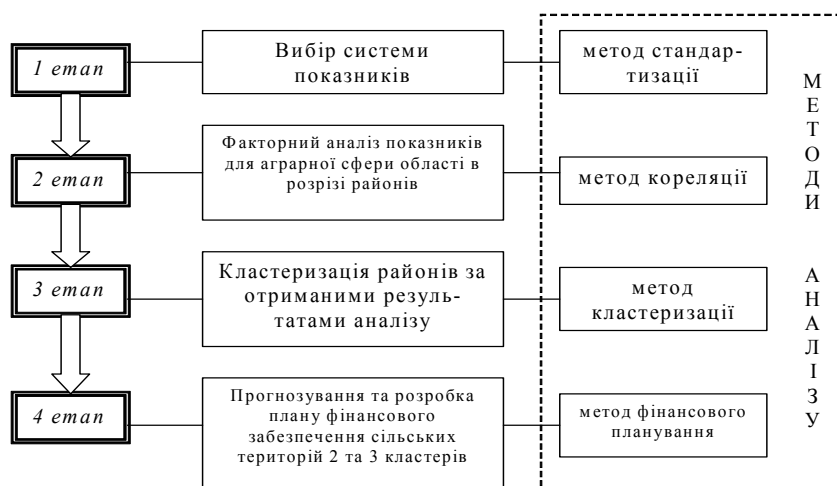 1 етап
Вибір системи
показників
метод стандар-
тизації
2 етап
Факторний аналіз показників
для аграрної сфери області в
розрізі районів
метод кореляції
3 етап
Кластеризація районів за
отриманими резуль-
татами аналізу
метод
кластеризації
4 етап
Прогнозування та розробка
плану фінансового
забезпечення сільських
територій 2 та 3 кластерів
метод фінансового
планування
МЕТОДИ АНАЛІЗУ